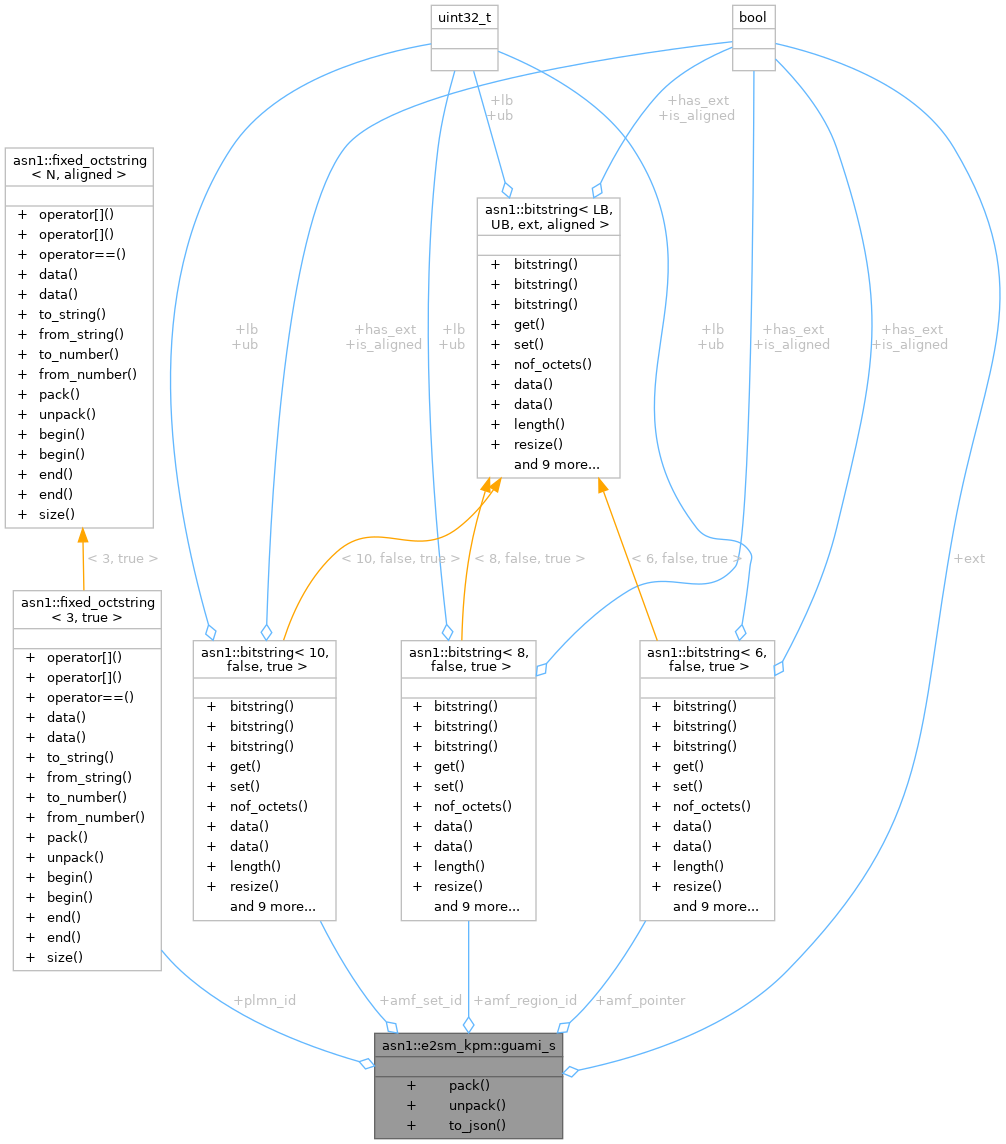 uint32_t
bool
+lb
+ub
+has_ext
+is_aligned
asn1::fixed_octstring
< N, aligned >
+ operator[]()
+ operator[]()
+ operator==()
+ data()
+ data()
+ to_string()
+ from_string()
+ to_number()
+ from_number()
+ pack()
+ unpack()
+ begin()
+ begin()
+ end()
+ end()
+ size()
asn1::bitstring< LB,
UB, ext, aligned >
+ bitstring()
+ bitstring()
+ bitstring()
+ get()
+ set()
+ nof_octets()
+ data()
+ data()
+ length()
+ resize()
and 9 more...
+lb
+ub
+has_ext
+is_aligned
+lb
+ub
+lb
+ub
+has_ext
+is_aligned
+has_ext
+is_aligned
< 3, true >
< 10, false, true >
< 8, false, true >
< 6, false, true >
+ext
asn1::fixed_octstring
< 3, true >
+ operator[]()
+ operator[]()
+ operator==()
+ data()
+ data()
+ to_string()
+ from_string()
+ to_number()
+ from_number()
+ pack()
+ unpack()
+ begin()
+ begin()
+ end()
+ end()
+ size()
asn1::bitstring< 10,
false, true >
+ bitstring()
+ bitstring()
+ bitstring()
+ get()
+ set()
+ nof_octets()
+ data()
+ data()
+ length()
+ resize()
and 9 more...
asn1::bitstring< 8,
false, true >
+ bitstring()
+ bitstring()
+ bitstring()
+ get()
+ set()
+ nof_octets()
+ data()
+ data()
+ length()
+ resize()
and 9 more...
asn1::bitstring< 6,
false, true >
+ bitstring()
+ bitstring()
+ bitstring()
+ get()
+ set()
+ nof_octets()
+ data()
+ data()
+ length()
+ resize()
and 9 more...
+plmn_id
+amf_set_id
+amf_region_id
+amf_pointer
asn1::e2sm_kpm::guami_s
+ pack()
+ unpack()
+ to_json()